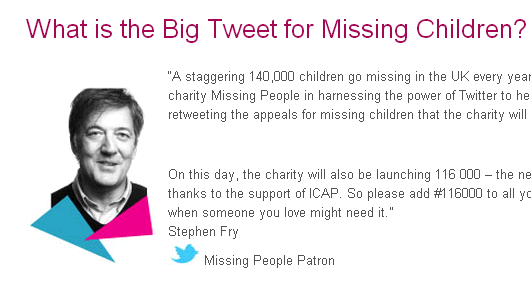 What is the Big Tweet for Missing Children?
"A staggering 140,000 children go missing in the UK every year
charity Missing People in harnessing the power of Twitter to he
retweeting the appeals for missing children that the charity will
On this day, the charity will also be launching 116 000 – the ne
thanks to the support of ICAP. So please add #116000 to all yo
when someone you love might need it."
Stephen Fry
Missing People Patron